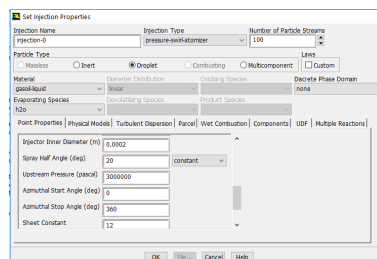 Set Injection Properties
Injection Name
Injection Type
Number of Particle Streams
injection-0
pressure-swirl-atomizer
100
Particle Type
Laws
Massless
Inert
Droplet
Combusting
Multicomponent
Custom
Material
Diameter Distribution
Oxidizing Species
Discrete Phase Domain
gasoil-liquid
linear
none
Evaporating Species
Devolatilizing Species
Product Species
h2o
Point Properties
Physical Models
Turbulent Dispersion
Parcel
Wet Combustion
Components
UDF
Multiple Reactions
Injector Inner Diameter (m)
0.0002
Spray Half Angle (deg)
20
constant
Upstream Pressure (pascal)
3000000
Azimuthal Start Angle (deg)
0
Azimuthal Stop Angle (deg)
360
Sheet Constant
12
OK
File...
Cancel
Help